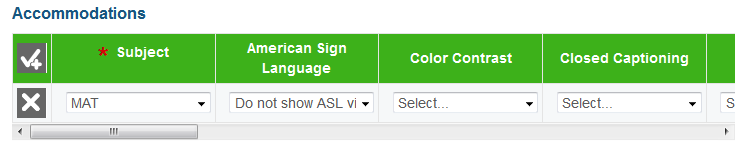 Accommodations
* Subject
American Sign
Language
Color Contrast
Closed Captioning
MAT
Do not show ASL vi
Select...
Select...
S